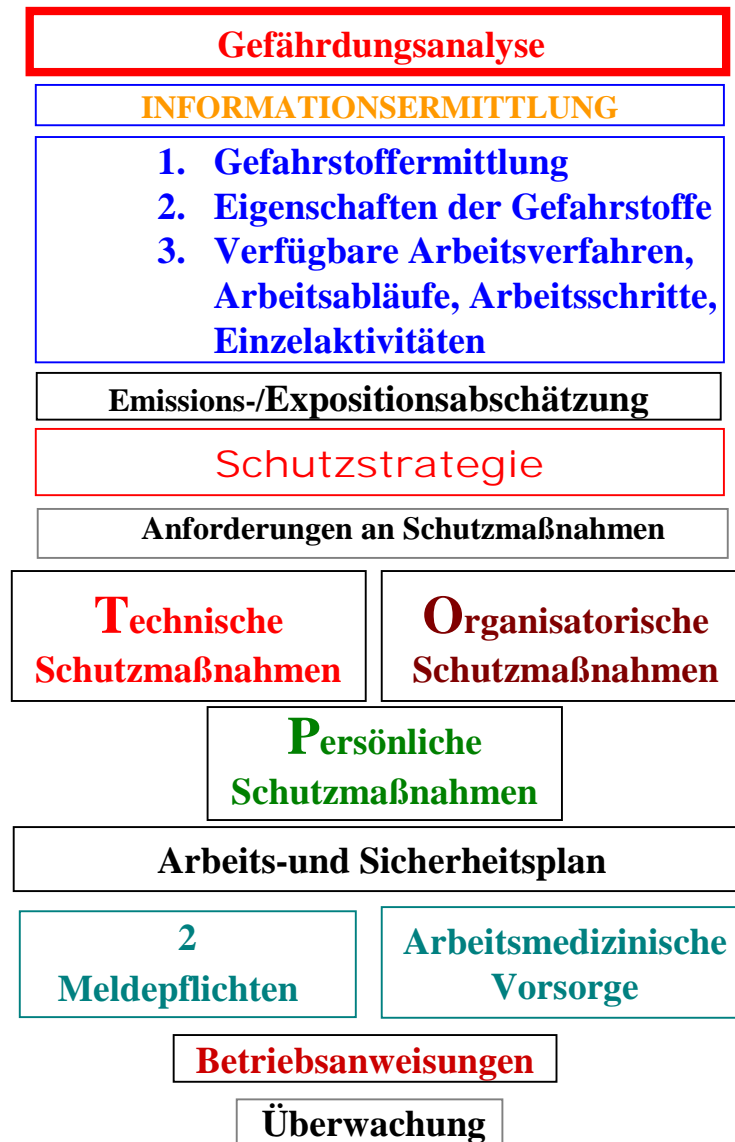 Gefährdungsanalyse
INFORMATIONSERMITTLUNG
1. Gefahrstoffermittlung
2. Eigenschaften der Gefahrstoffe
3. Verfügbare Arbeitsverfahren,
Arbeitsabläufe, Arbeitsschritte,
Einzelaktivitäten
Emissions-/Expositionsabschätzung
Schutzstrategie
Anforderungen an Schutzmaßnahmen
Technische
Schutzmaßnahmen
Organisatorische
Schutzmaßnahmen
Persönliche
Schutzmaßnahmen
Arbeits-und Sicherheitsplan
2
Meldepflichten
Arbeitsmedizinische
Vorsorge
Betriebsanweisungen
Überwachung